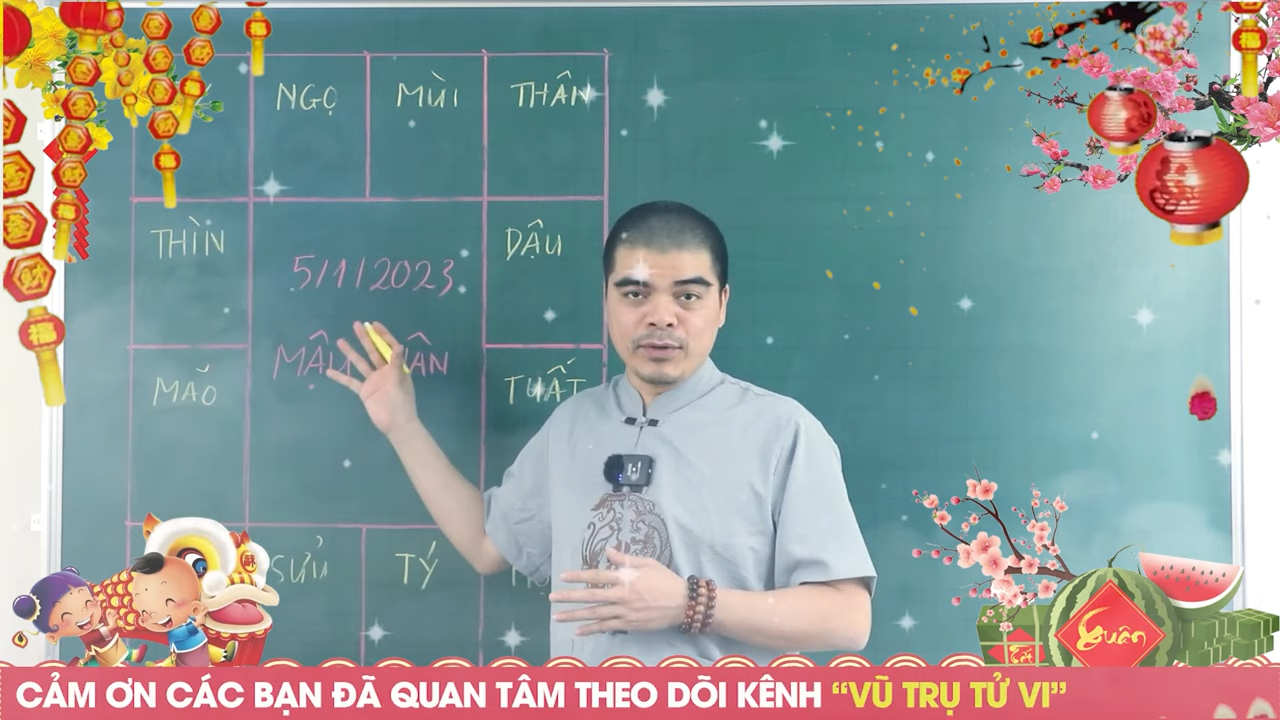 NGỌ
MÙI
THÂN
THÌN
DẬU
5/1/2023
MÃO
TUẤT
SỬU
TÝ
Xuân
Tết
CẢM ƠN CÁC BẠN ĐÃ QUAN TÂM THEO DÕI KÊNH “VŨ TRỤ TỬ VI”